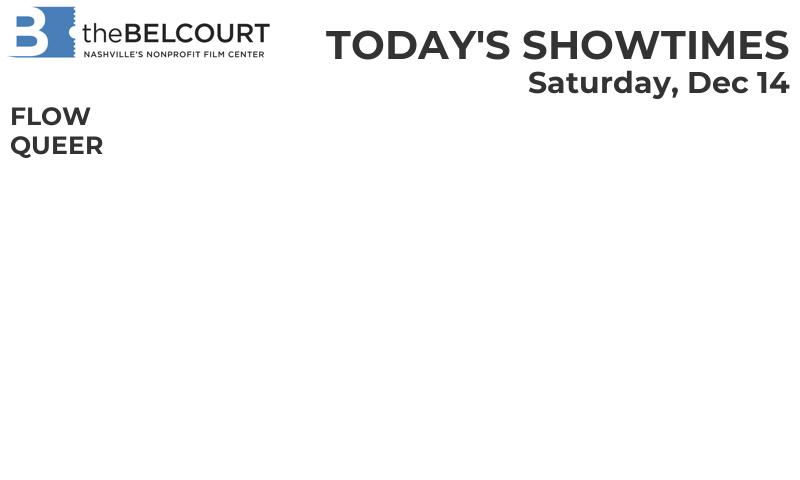 theBELCOURT
NASHVILLE'S NONPROFIT FILM CENTER
TODAY'S SHOWTIMES
Saturday, Dec 14
FLOW
QUEER